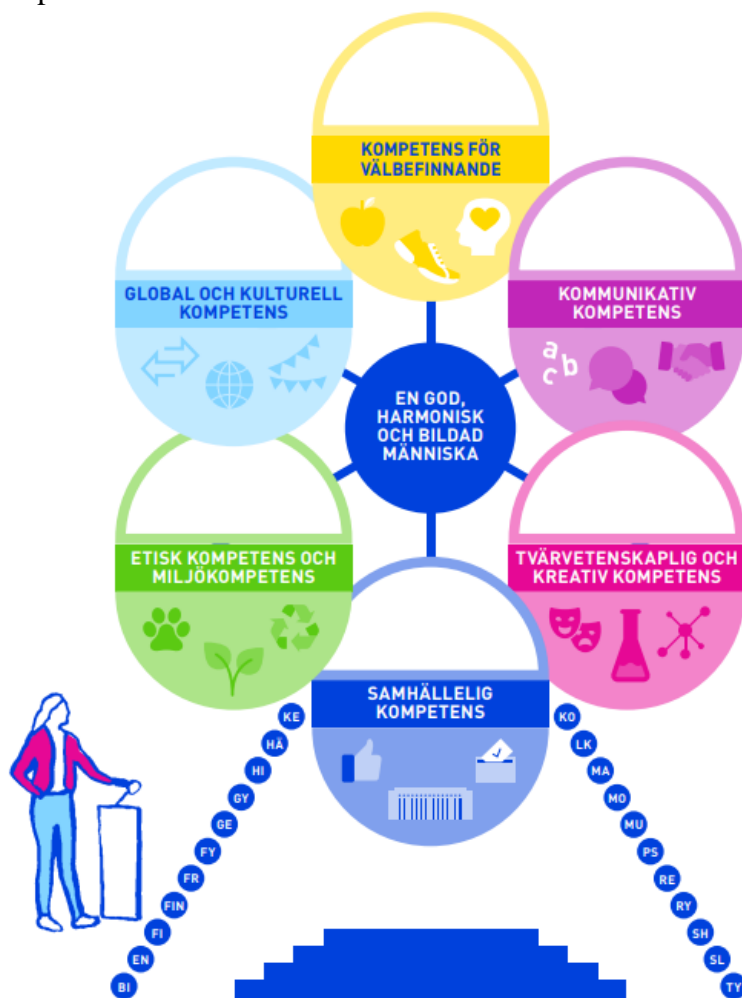 KOMPETENS FÖR
VÄLBEFINNANDE
GLOBAL OCH KULTURELL
KOMPETENS
KOMMUNIKATIV
KOMPETENS
a
b
c
EN GOD,
HARMONISK
OCH BILDAD
MÄNNISKA
ETISK KOMPETENS OCH
MILJÖKOMPETENS
TVÄRVETENSKAPLIG OCH
KREATIV KOMPETENS
SAMHÄLLELIG
KOMPETENS
KE
HÄ
HI
GY
GE
FY
FR
FIN
FI
EN
BI
KO
LK
MA
MO
MU
PS
RE
RY
SH
SL
TY